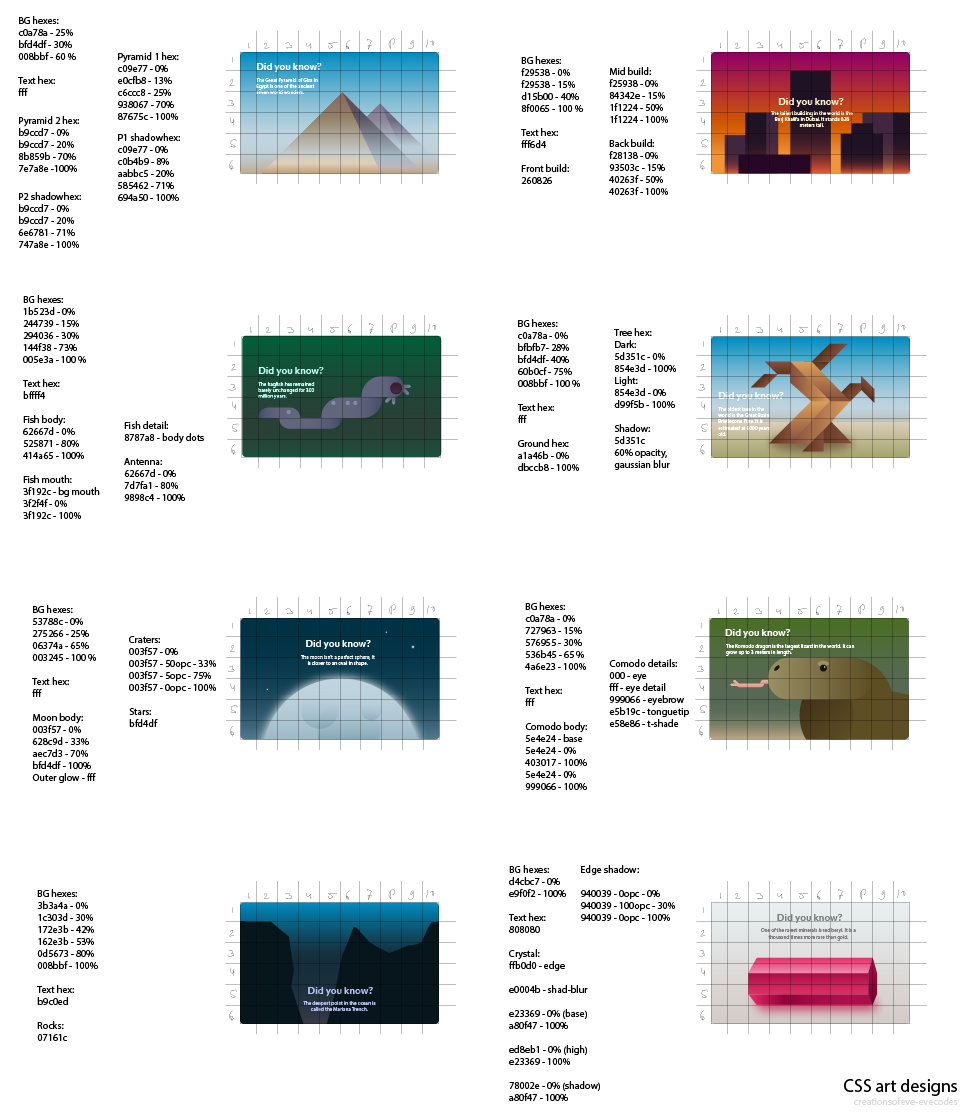 BG hexes:
c0a78a - 25%
bfd4df - 30%
008bbf - 60 %
Text hex:
fff
Pyramid 2 hex:
b9ccd7 - 0%
b9ccd7 - 20%
8b859b - 70%
7e7a8e -100%
P2 shadowhex:
b9ccd7 - 0%
b9ccd7 - 20%
6e6781 - 71%
747a8e - 100%
Pyramid 1 hex:
c09e77 - 0%
e0cfb8 - 13%
c6ccc8 - 25%
938067 - 70%
87675c - 100%
P1 shadowhex:
c09e77 - 0%
c0b4b9 - 8%
aabbc5 - 20%
585462 - 71%
694a50 - 100%
1 2 3 4 5 6 7 8 9 10
1
2
3
4
5
6
Did you know?
The Great Pyramid of Giza in
Egypt is one of the ancient
seven world wonders.
BG hexes:
f29538 - 0%
f29538 - 15%
d15b00 - 40%
8f0065 - 100 %
Text hex:
fff6d4
Front build:
260826
Mid build:
f25938 - 0%
84342e - 15%
1f1224 - 50%
1f1224 - 100%
Back build:
f28138 - 0%
93503c - 15%
40263f - 50%
40263f - 100%
1 2 3 4 5 6 7 8 9 10
1
2
3
4
5
6
Did you know?
The tallest building in the world is the
Burj Khalifa in Dubai. It stands 828
meters tall.
BG hexes:
1b523d - 0%
244739 - 15%
294036 - 30%
144f38 - 73%
005e3a - 100 %
Text hex:
bffff4
Fish body:
62667d - 0%
525871 - 80%
414a65 - 100%
Fish mouth:
3f192c - bg mouth
3f2f4f - 0%
3f192c - 100%
Fish detail:
8787a8 - body dots
Antenna:
62667d - 0%
7d7fa1 - 80%
9898c4 - 100%
1 2 3 4 5 6 7 8 9 10
1
2
3
4
5
6
Did you know?
The hagfish has remained
barely unchanged for 300
million years.
BG hexes:
c0a78a - 0%
bfbfb7 - 28%
bfd4df - 40%
60b0cf - 75%
008bbf - 100 %
Text hex:
fff
Ground hex:
a1a46b - 0%
dbccb8 - 100%
Tree hex:
Dark:
5d351c - 0%
854e3d - 100%
Light:
854e3d - 0%
d99f5b - 100%
Shadow:
5d351c
60% opacity,
gaussian blur
1 2 3 4 5 6 7 8 9 10
1
2
3
4
5
6
Did you know?
The oldest tree in the
world is the Great Basin
Bristlecone Pine. It is
estimated at 5000 years
old.
BG hexes:
53788c - 0%
275266 - 25%
06374a - 65%
003245 - 100 %
Text hex:
fff
Moon body:
003f57 - 0%
628c9d - 33%
aec7d3 - 70%
bfd4df - 100%
Outer glow - fff
Craters:
003f57 - 0%
003f57 - 50opc - 33%
003f57 - 5opc - 75%
003f57 - 0opc - 100%
Stars:
bfd4df
1 2 3 4 5 6 7 8 9 10
1
2
3
4
5
6
Did you know?
The moon isn't a perfect sphere, it
is closer to an oval in shape.
BG hexes:
c0a78a - 0%
727963 - 15%
576955 - 30%
536b45 - 65%
4a6e23 - 100%
Text hex:
fff
Comodo body:
5e4e24 - base
5e4e24 - 0%
403017 - 100%
5e4e24 - 0%
999066 - 100%
Comodo details:
000 - eye
fff - eye detail
999066 - eyebrow
e5b19c - tonguetip
e58e86 - t-shade
1 2 3 4 5 6 7 8 9 10
1
2
3
4
5
6
Did you know?
The Komodo dragon is the largest lizard in the world. It can
grow up to 3 meters in length.
BG hexes:
3b3a4a - 0%
1c303d - 30%
172e3b - 42%
162e3b - 53%
0d5673 - 80%
008bbf - 100%
Text hex:
b9c0ed
Rocks:
07161c
1 2 3 4 5 6 7 8 9 10
1
2
3
4
5
6
Did you know?
The deepest point in the ocean is
called the Mariana Trench.
BG hexes:
d4cbc7 - 0%
e9f0f2 - 100%
Text hex:
808080
Crystal:
ffb0d0 - edge
e0004b - shad-blur
e23369 - 0% (base)
a80f47 - 100%
ed8eb1 - 0% (high)
e23369 - 100%
78002e - 0% (shadow)
a80f47 - 100%
Edge shadow:
940039 - 0opc - 0%
940039 - 100opc - 30%
940039 - 0opc - 100%
1 2 3 4 5 6 7 8 9 10
1
2
3
4
5
6
Did you know?
One of the rarest minerals is red beryl. It is a
thousand times more rare than gold.
CSS art designs
creationsofeve-evecodes